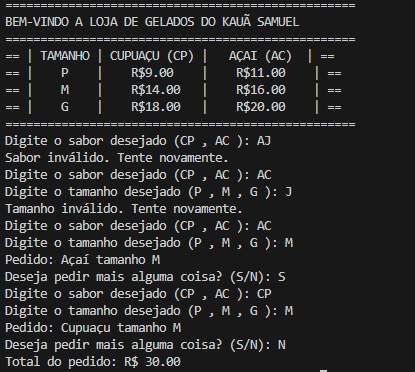 ====================================================
BEM-VINDO A LOJA DE GELADOS DO KAUÃ SAMUEL
====================================================
== | TAMANHO | CUPUAÇU (CP) | AÇAI (AC) | ==
== | P | R$9.00 | R$11.00 | ==
== | M | R$14.00 | R$16.00 | ==
== | G | R$18.00 | R$20.00 | ==
====================================================
Digite o sabor desejado (CP , AC ): AJ
Sabor inválido. Tente novamente.
Digite o sabor desejado (CP , AC ): AC
Digite o tamanho desejado (P , M , G ): J
Tamanho inválido. Tente novamente.
Digite o sabor desejado (CP , AC ): AC
Digite o tamanho desejado (P , M , G ): M
Pedido: Açaí tamanho M
Deseja pedir mais alguma coisa? (S/N): S
Digite o sabor desejado (CP , AC ): CP
Digite o tamanho desejado (P , M , G ): M
Pedido: Cupuaçu tamanho M
Deseja pedir mais alguma coisa? (S/N): N
Total do pedido: R$ 30.00